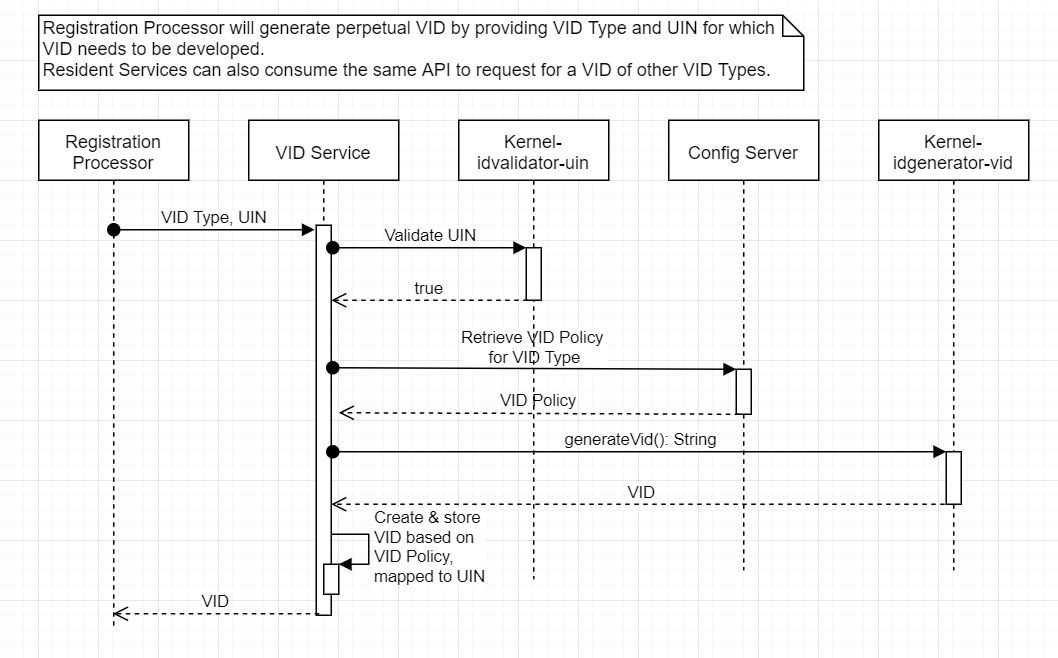 Registration Processor will generate perpetual VID by providing VID Type and UIN for which
VID needs to be developed.
Resident Services can also consume the same API to request for a VID of other VID Types.
Registration
Processor
VID Service
Kernel-
idvalidator-uin
Config Server
Kernel-
idgenerator-vid
VID Type, UIN
Validate UIN
true
Retrieve VID Policy
for VID Type
VID Policy
generateVid(): String
VID
Create & store
VID based on
VID Policy,
mapped to UIN
VID